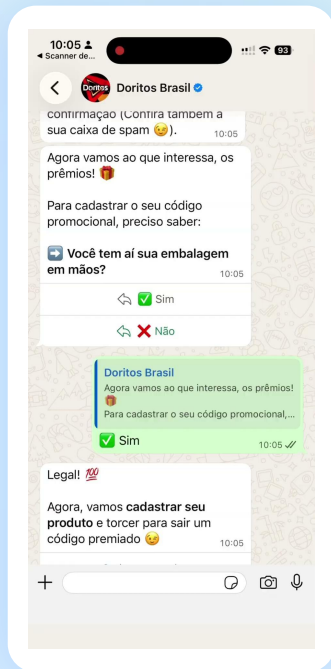 10:05
93
◀ Scanner de...
Doritos
Doritos Brasil
confirmação (Confira também a
sua caixa de spam 😉).
10:05
Agora vamos ao que interessa, os
prêmios! 🎁
Para cadastrar o seu código
promocional, preciso saber:
➡️ Você tem aí sua embalagem
em mãos?
10:05
✅ Sim
❌ Não
Doritos Brasil
Agora vamos ao que interessa, os prêmios!
🎁
Para cadastrar o seu código promocional,...
✅ Sim
10:05
Legal! 💯
Agora, vamos cadastrar seu
produto e torcer para sair um
código premiado 😉
10:05